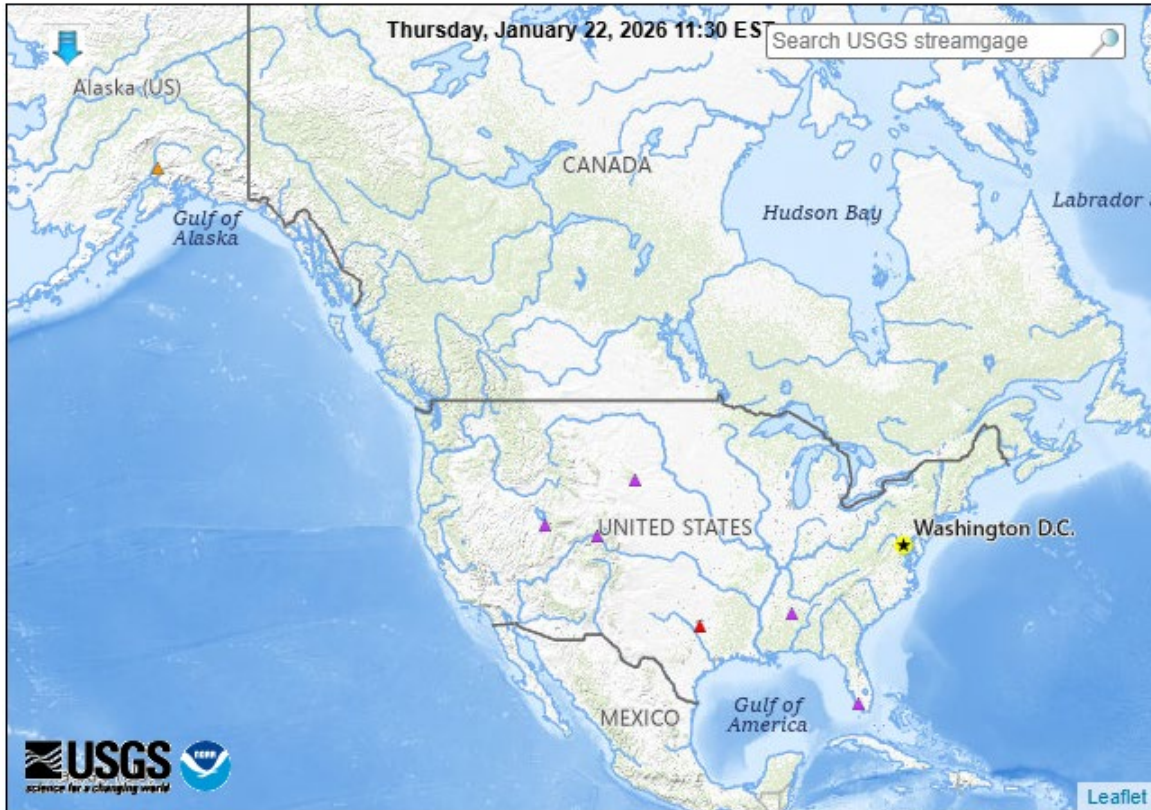 Thursday, January 22, 2026 11:30 EST
Search USGS streamgage
Alaska (US)
CANADA
Gulf of
Alaska
Hudson Bay
Labrador
UNITED STATES
Washington D.C.
MEXICO
Gulf of
America
USGS
science for a changing world
Leaflet